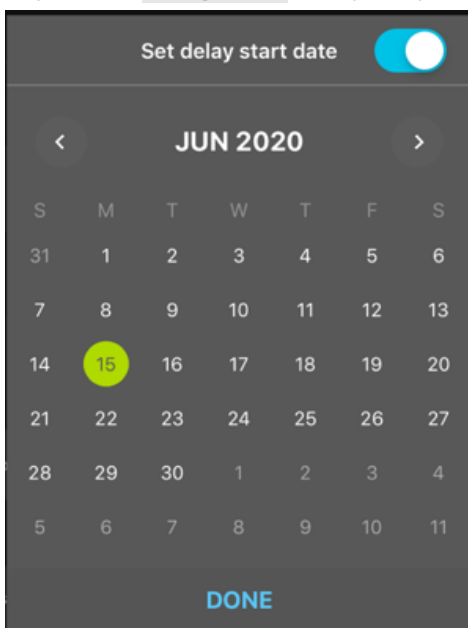 Set delay start date
< JUN 2020 >
S M T W T F S
31 1 2 3 4 5 6
7 8 9 10 11 12 13
14 15 16 17 18 19 20
21 22 23 24 25 26 27
28 29 30 1 2 3 4
5 6 7 8 9 10 11
DONE